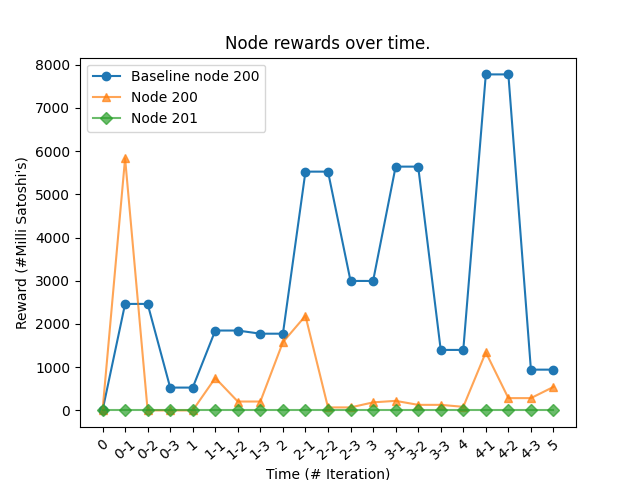 Node rewards over time.
Baseline node 200
Node 200
Node 201
Reward (#Milli Satoshi's)
8000
7000
6000
5000
4000
3000
2000
1000
0
0 0-1 0-2 0-3 1 1-1 1-2 1-3 2 2-1 2-2 2-3 3 3-1 3-2 3-3 4 4-1 4-2 4-3 5
Time (# Iteration)